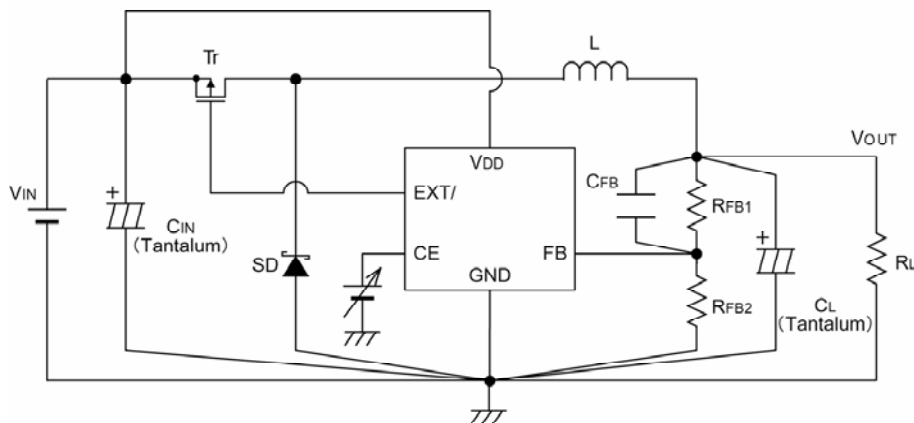 Tr
L
VDD
VOUT
VIN
+
CIN
(Tantalum)
EXT/
CFB
RFB1
+
SD
CE
FB
GND
RL
RFB2
CL
(Tantalum)